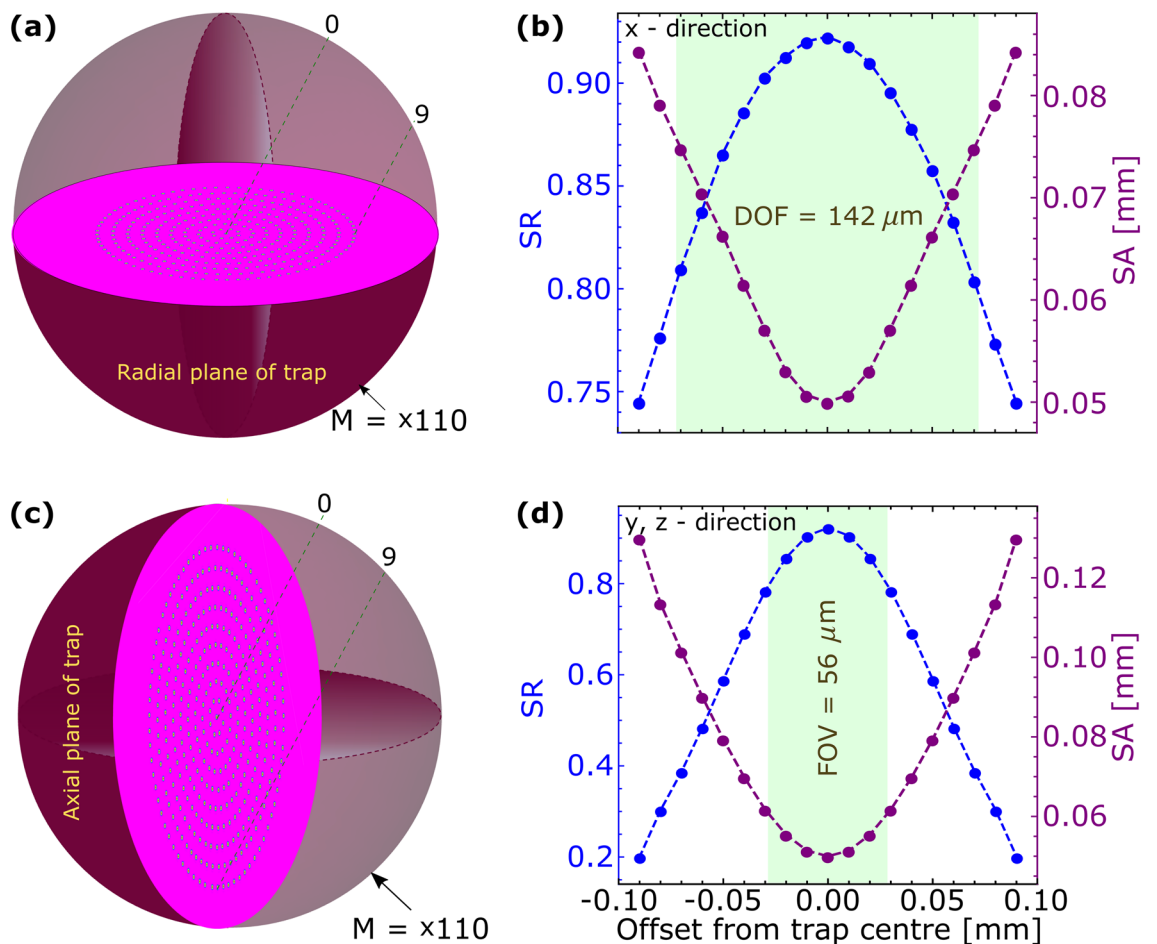 (a)
0
9
Radial plane of trap
M = x110
(b)
x - direction
0.90
0.85
0.80
0.75
SR
DOF = 142 μm
0.08
0.07
0.06
0.05
SA [mm]
(c)
0
9
Axial plane of trap
M = x110
(d)
y, z - direction
0.8
0.6
0.4
0.2
SR
FOV = 56 μm
0.12
0.10
0.08
0.06
SA [mm]
-0.10 -0.05 0.00 0.05 0.10
Offset from trap centre [mm]